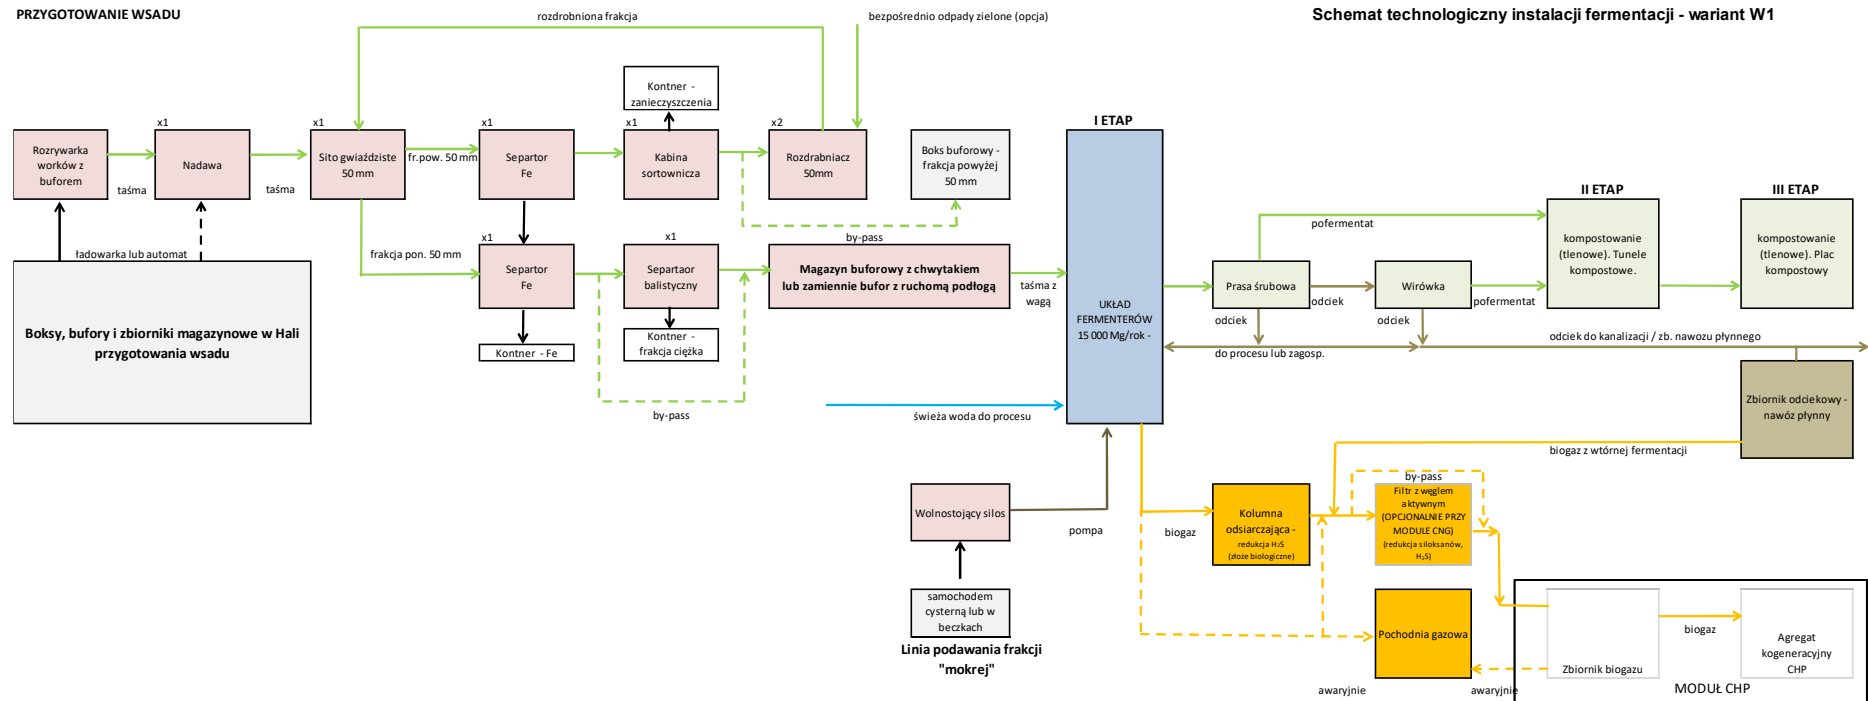 PRZYGOTOWANIE WSADU
rozdrobniona frakcja
bezpośrednio odpady zielone (opcja)
Schemat technologiczny instalacji fermentacji - wariant W1
Kontner -
zanieczyszczenia
x1
x1
x1
x1
x2
I ETAP
Rozrywarka
worków z
buforem
taśma
Nadawa
taśma
Sito gwiaździste
50 mm
fr.pow. 50 mm
Separtor
Fe
Kabina
sortownicza
Rozdrabniacz
50mm
Boks buforowy -
frakcja powyżej
50 mm
by-pass
II ETAP
III ETAP
pofermentat
kompostowanie
(tlenowe). Tunele
kompostowe.
kompostowanie
(tlenowe). Plac
kompostowy
ładowarka lub automat
frakcja pon. 50 mm
x1
x1
Separtor
Fe
Separtaor
balistyczny
Magazyn buforowy z chwytakiem
lub zamiennie bufor z ruchomą podłogą
taśma z
wagą
UKŁAD
FERMENTERÓW
15 000 Mg/rok -
Prasa śrubowa
odciek
Wirówka
pofermentat
odciek
odciek
Boksy, bufory i zbiorniki magazynowe w Hali
przygotowania wsadu
Kontner - Fe
Kontner -
frakcja ciężka
by-pass
do procesu lub zagosp.
odciek do kanalizacji / zb. nawozu płynnego
Zbiornik odciekowy -
nawóz płynny
świeża woda do procesu
biogaz z wtórnej fermentacji
Wolnostojący silos
pompa
biogaz
Kolumna
odsiarczająca -
redukcja H₂S
(złoże biologiczne)
by-pass
Filtr z węglem
aktywnym
(OPCJONALNIE PRZY
MODULE CNG)
(redukcja siloksanów,
H₂S)
samochodem
cysterną lub w
beczkach
Linia podawania frakcji
"mokrej"
Pochodnia gazowa
awaryjnie
awaryjnie
Zbiornik biogazu
biogaz
Agregat
kogeneracyjny
CHP
MODUŁ CHP